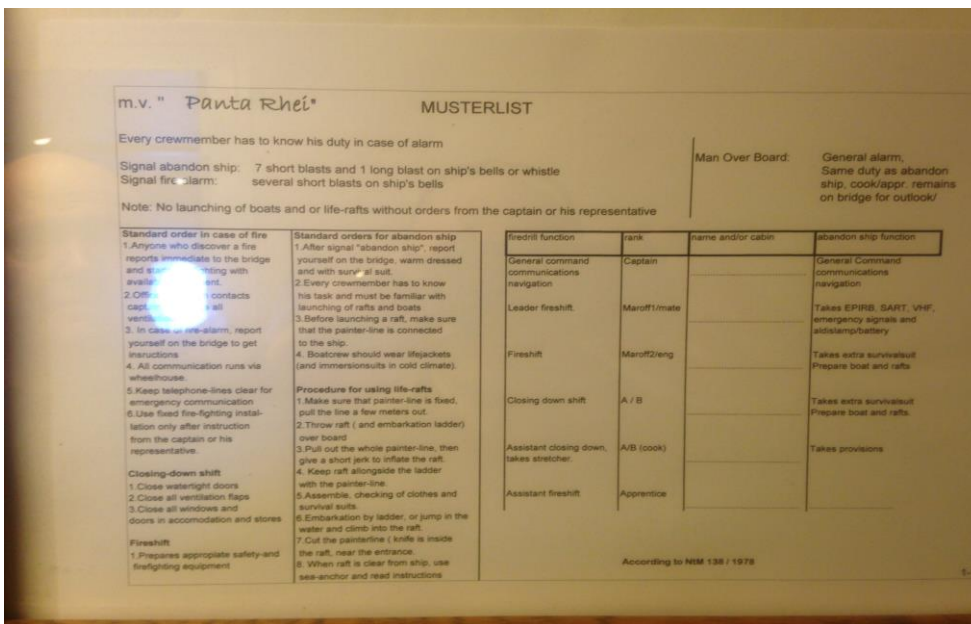 m.v. " Panta Rhei"
MUSTERLIST
Every crewmember has to know his duty in case of alarm
Signal abandon ship: 7 short blasts and 1 long blast on ship's bells or whistle
Signal fire alarm: several short blasts on ship's bells
Note: No launching of boats and or life-rafts without orders from the captain or his representative
Man Over Board: General alarm,
Same duty as abandon
ship, cook/appr. remains
on bridge for outlook/
Standard order in case of fire
1.Anyone who discover a fire
reports immediate to the bridge
and fighting with
2. contacts
all
3. In case of fire-alarm, report
yourself on the bridge to get
insructions
4. All communication runs via
wheelhouse.
5.Keep telephone-lines clear for
emergency communication
6.Use fixed fire-fighting instal-
lation only after instruction
from the captain or his
representative.
Closing-down shift
1.Close watertight doors
2.Close all ventilation flaps
3.Close all windows and
doors in accomodation and stores
Fireshift
1.Prepares appropiate safety-and
firefighting equipment
Standard orders for abandon ship
1.After signal "abandon ship", report
yourself on the bridge, warm dressed
and with survival suit.
2.Every crewmember has to know
his task and must be familiar with
launching of rafts and boats
3.Before launching a raft, make sure
that the painter-line is connected
to the ship.
4. Boatcrew should wear lifejackets
(and immersionsuits in cold climate).
Procedure for using life-rafts
1.Make sure that painter-line is fixed,
pull the line a few meters out.
2.Throw raft ( and embarkation ladder)
over board
3.Pull out the whole painter-line, then
give a short jerk to inflate the raft.
4. Keep raft allongside the ladder
with the painter-line.
5.Assemble, checking of clothes and
survival suits.
6.Embarkation by ladder, or jump in the
water and climb into the raft.
7.Cut the painterline ( knife is inside
the raft, near the entrance.
8. When raft is clear from ship, use
sea-anchor and read instructions
firedrill function rank name and/or cabin abandon ship function
General command Captain General Command
communications communications
navigation navigation
Leader fireshift. Maroff1/mate Takes EPIRB, SART, VHF,
emergency signals and
aldislamp/battery
Fireshift Maroff2/eng Takes extra survivalsuit
Prepare boat and rafts
Closing down shift A / B Takes extra survivalsuit
Prepare boat and rafts.
Assistant closing down, A/B (cook) Takes provisions
takes stretcher.
Assistant fireshift Apprentice
According to NtM 138 / 1978